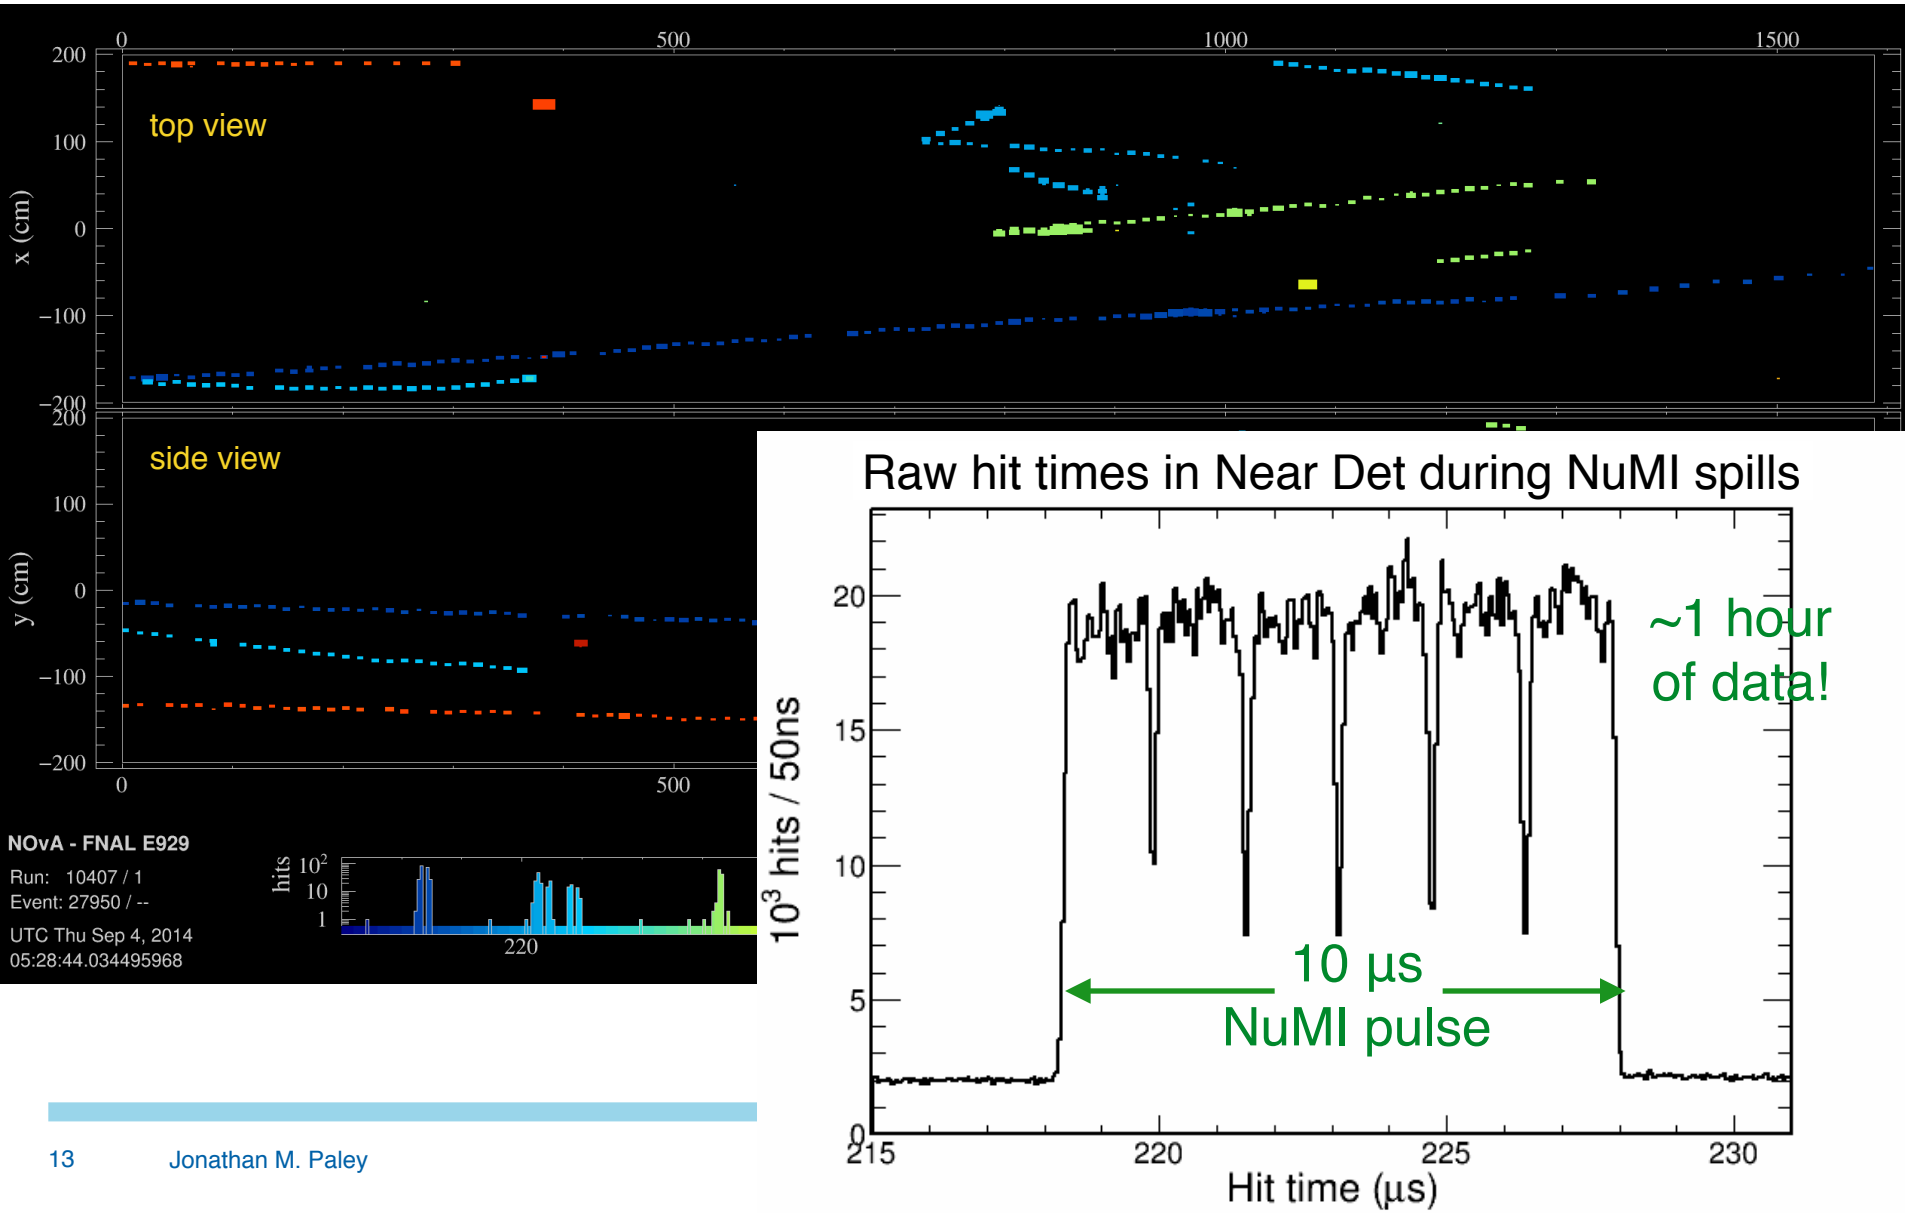 0 500 1000 1500
200
top view
100
x (cm)
0
−100
−200
200
side view
100
y (cm)
0
−100
−200
0 500
NOvA - FNAL E929
Run: 10407 / 1
Event: 27950 / --
UTC Thu Sep 4, 2014
05:28:44.034495968
hits
10²
10
1
220
Raw hit times in Near Det during NuMI spills
20
~1 hour
of data!
15
10³ hits / 50ns
10
10 µs
5
NuMI pulse
0
215 220 225 230
Hit time (µs)
13 Jonathan M. Paley